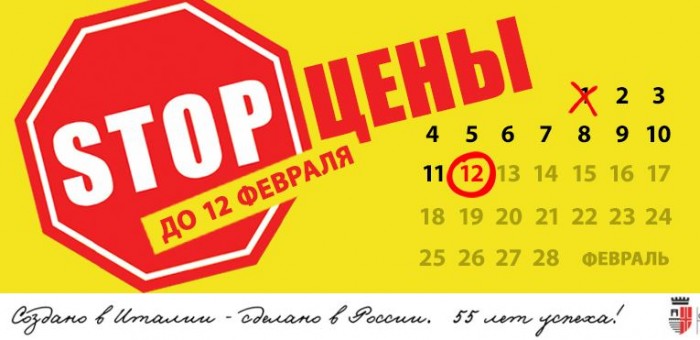 STOP ЦЕНЫ
ДО 12 ФЕВРАЛЯ
1 2 3
4 5 6 7 8 9 10
11 12 13 14 15 16 17
18 19 20 21 22 23 24
25 26 27 28 ФЕВРАЛЬ
Создано в Италии - сделано в России. 55 лет успеха!